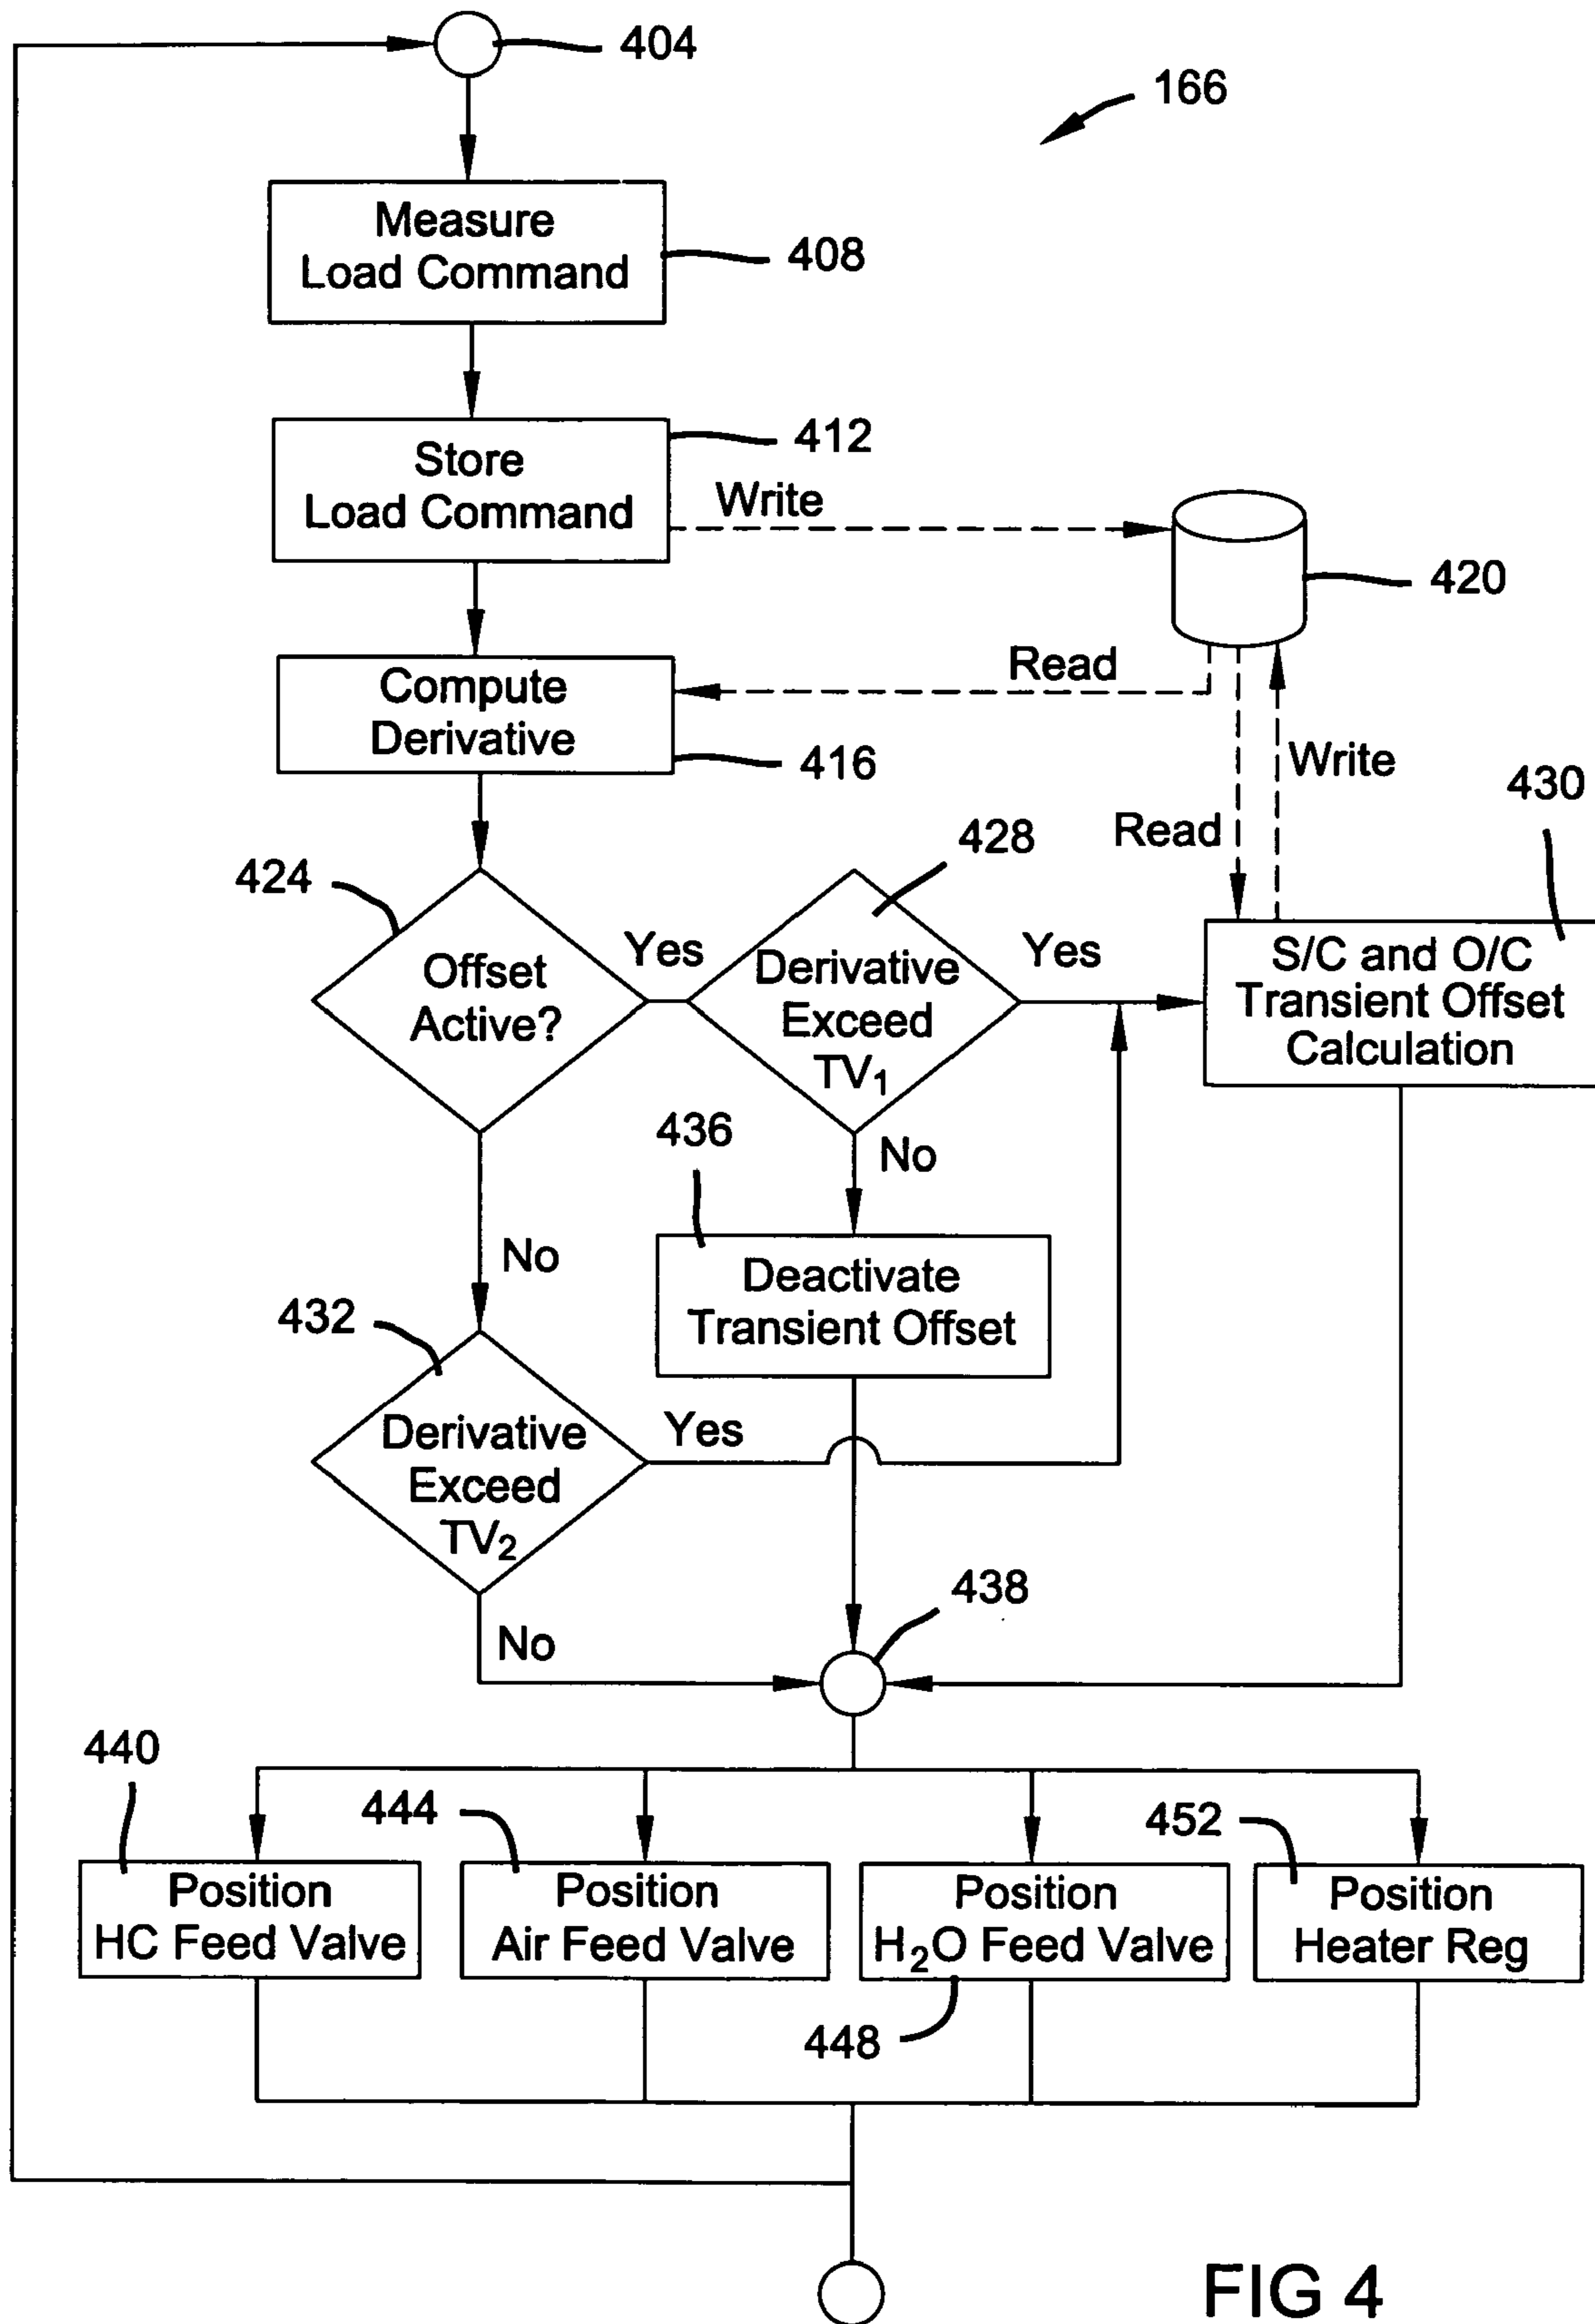 404
166
Measure
Load Command
408
Store
Load Command
412
Write
420
Read
Compute
Derivative
416
Write
Read
430
424
428
Offset
Active?
Yes
Derivative
Exceed
TV₁
Yes
S/C and O/C
Transient Offset
Calculation
436
No
No
Deactivate
Transient Offset
432
Derivative
Exceed
TV₂
Yes
438
No
440
444
452
Position
HC Feed Valve
Position
Air Feed Valve
Position
H₂O Feed Valve
Position
Heater Reg
448
FIG 4